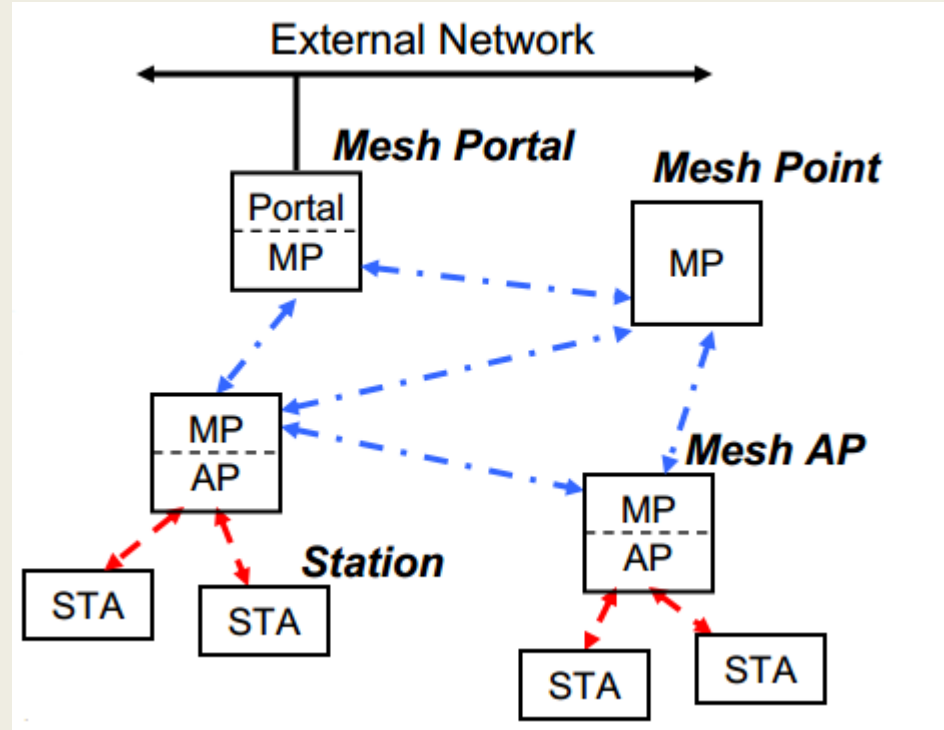 External Network
Mesh Portal
Mesh Point
Portal
MP
MP
MP
AP
Mesh AP
MP
AP
Station
STA
STA
STA
STA